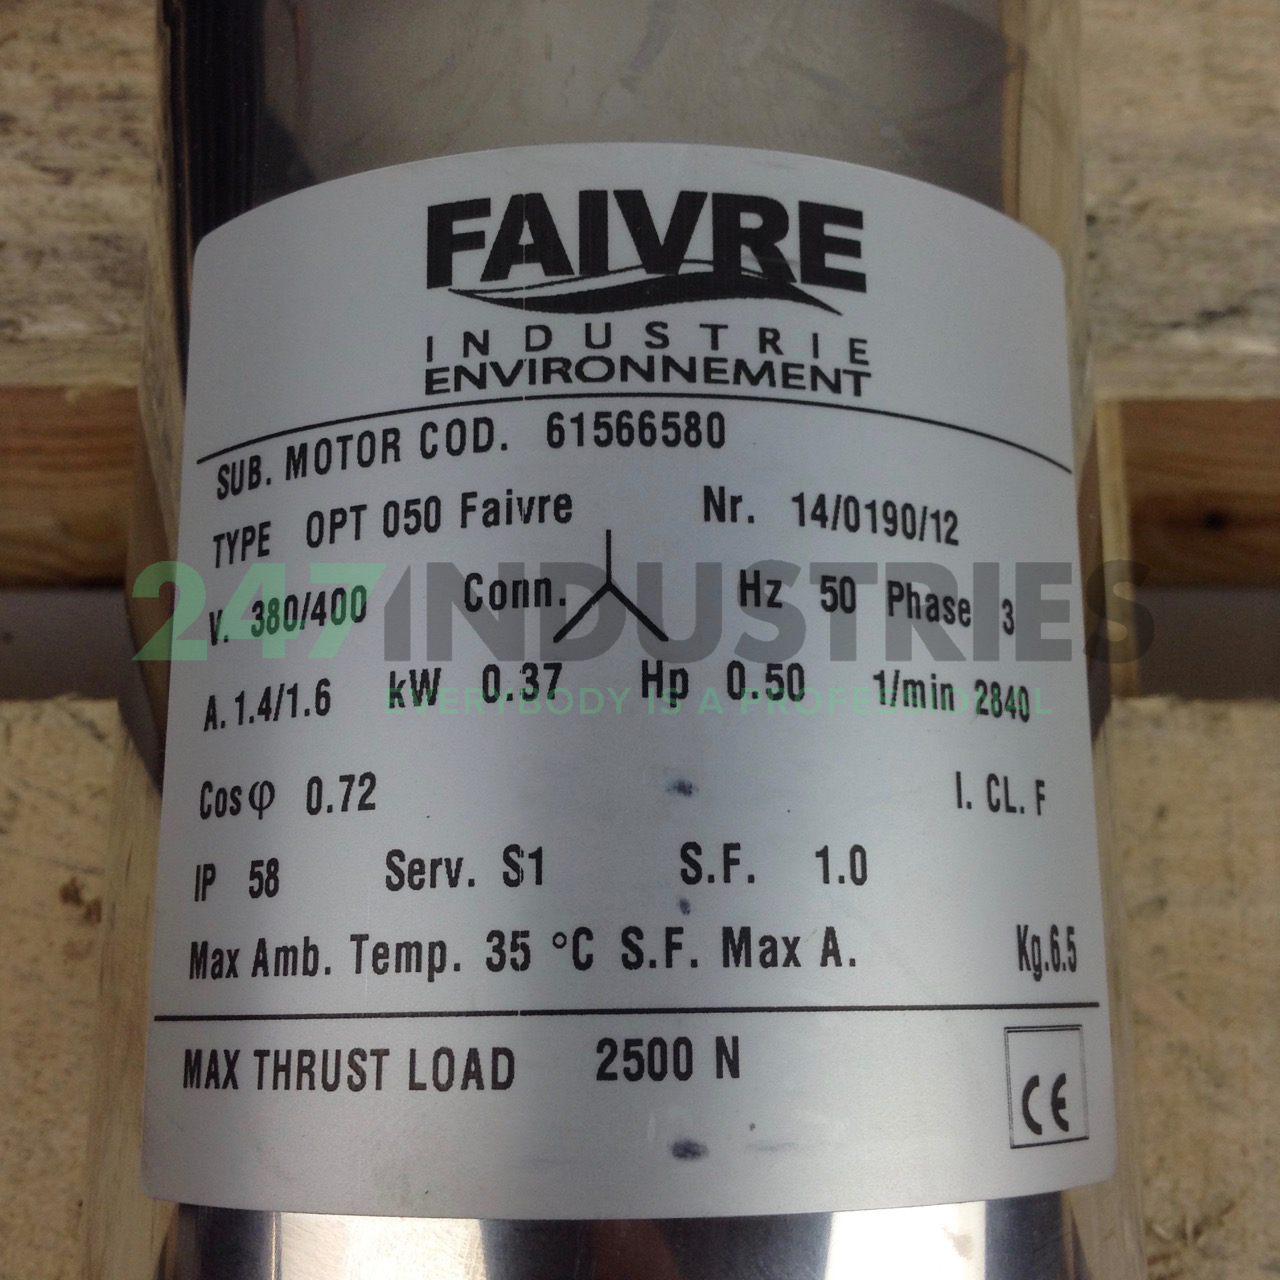 FAIVRE
INDUSTRIE
ENVIRONNEMENT
SUB. MOTOR COD. 61566580
TYPE OPT 050 Faivre Nr. 14/0190/12
V. 380/400 Conn. Hz 50 Phase 3
247INDUSTRIES
A. 1.4/1.6 kW 0.37 Hp 0.50 1/min 2840
EVERYBODY IS A PROFESSIONAL
Cos φ 0.72 I. CL. F
IP 58 Serv. S1 S.F. 1.0
Max Amb. Temp. 35 °C S.F. Max A. Kg.6.5
MAX THRUST LOAD 2500 N
CE